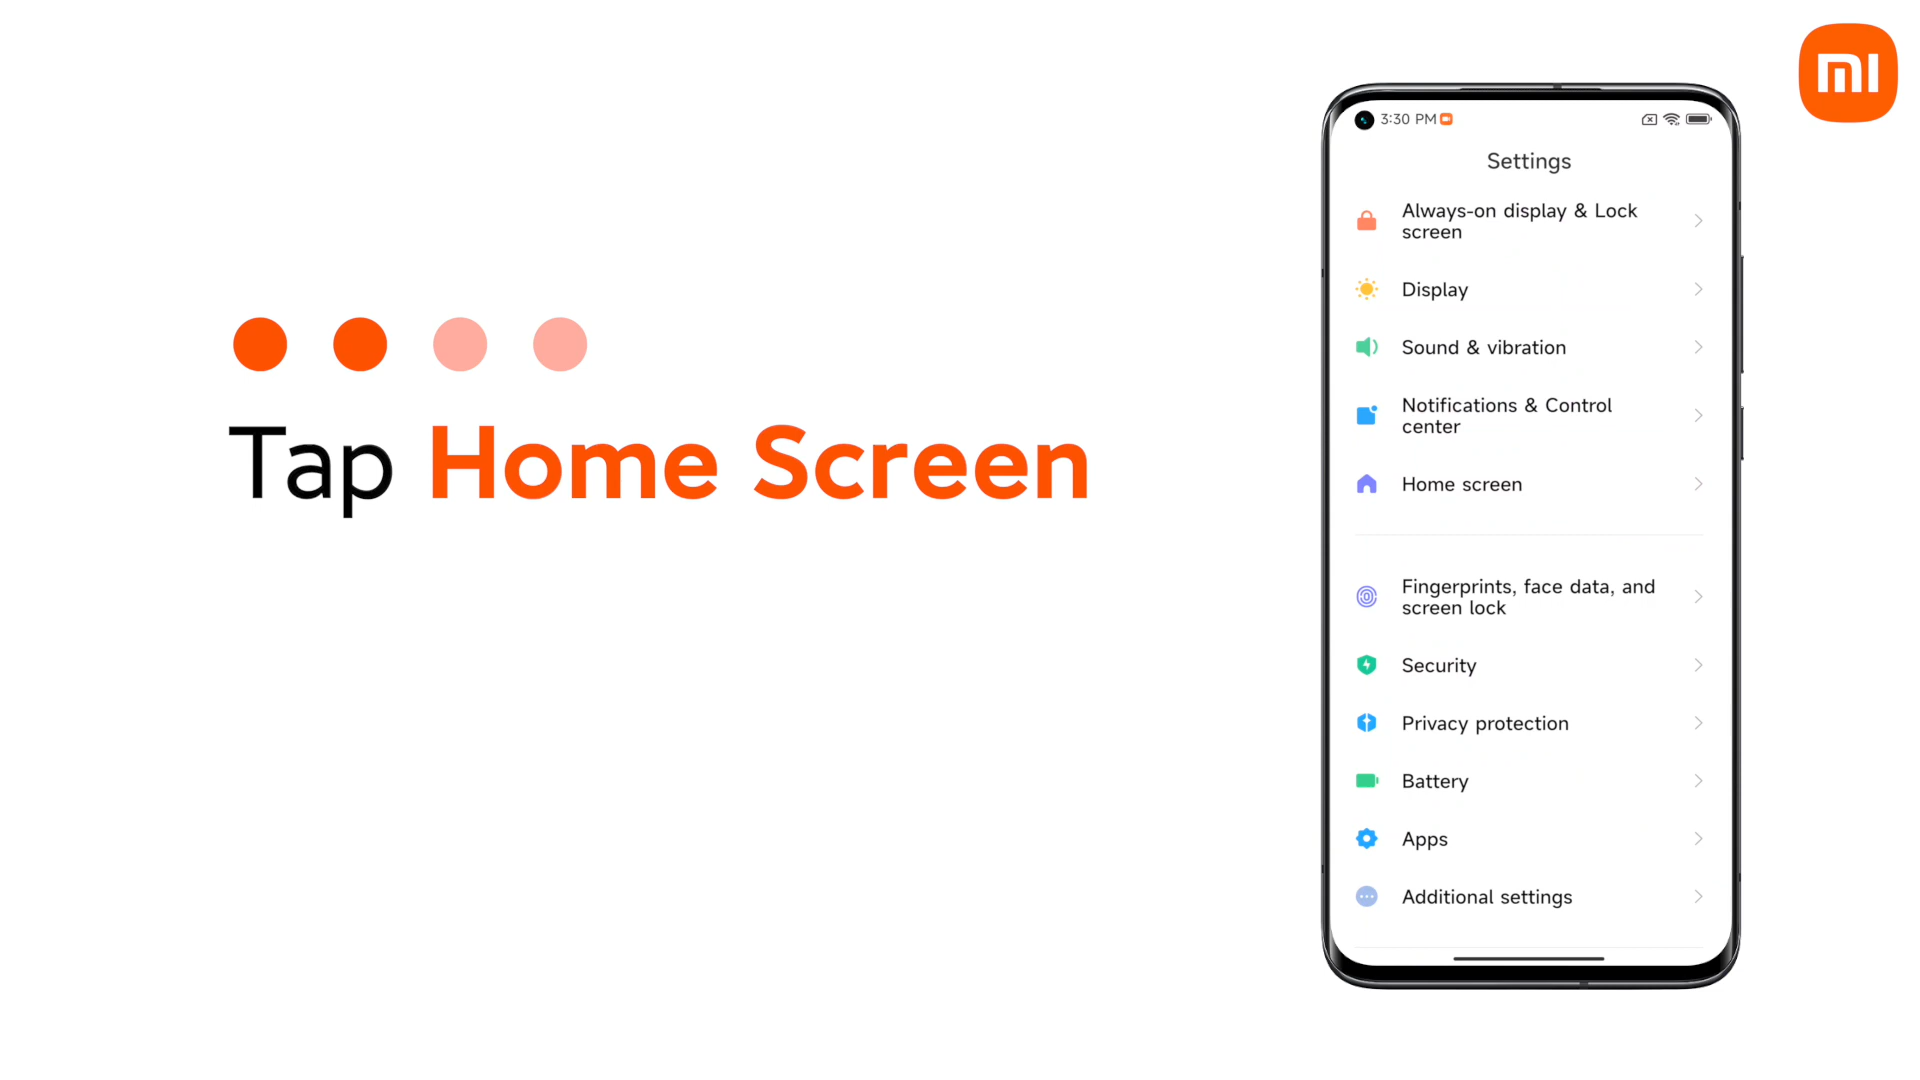 Tap Home Screen
mi
3:30 PM
Settings
Always-on display & Lock
screen
Display
Sound & vibration
Notifications & Control
center
Home screen
Fingerprints, face data, and
screen lock
Security
Privacy protection
Battery
Apps
Additional settings